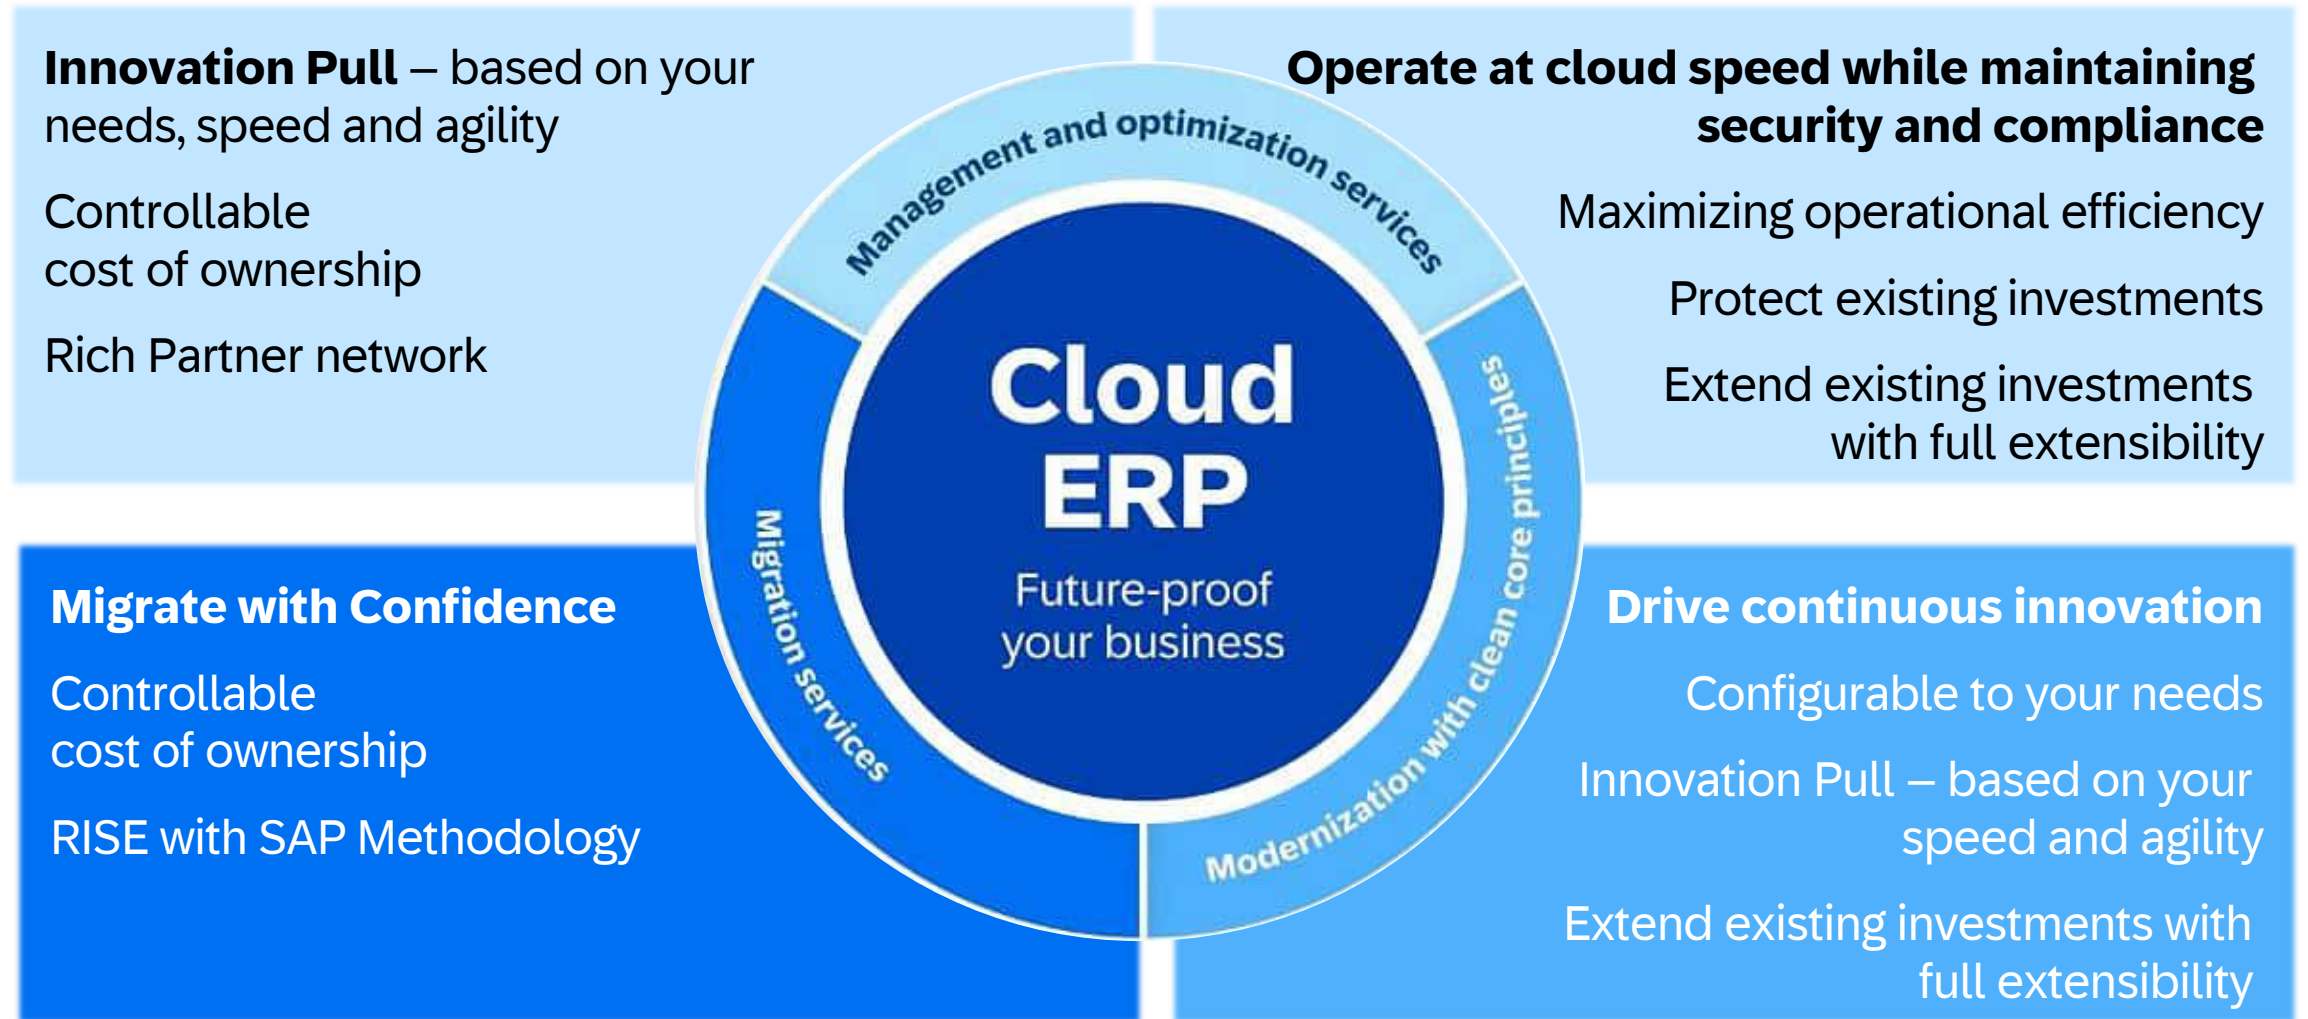 Innovation Pull – based on your
needs, speed and agility
Controllable
cost of ownership
Rich Partner network
Operate at cloud speed while maintaining
security and compliance
Maximizing operational efficiency
Protect existing investments
Extend existing investments
with full extensibility
Management and optimization services
Migration services
Modernization with clean core principles
Cloud
ERP
Future-proof
your business
Migrate with Confidence
Controllable
cost of ownership
RISE with SAP Methodology
Drive continuous innovation
Configurable to your needs
Innovation Pull – based on your
speed and agility
Extend existing investments with
full extensibility